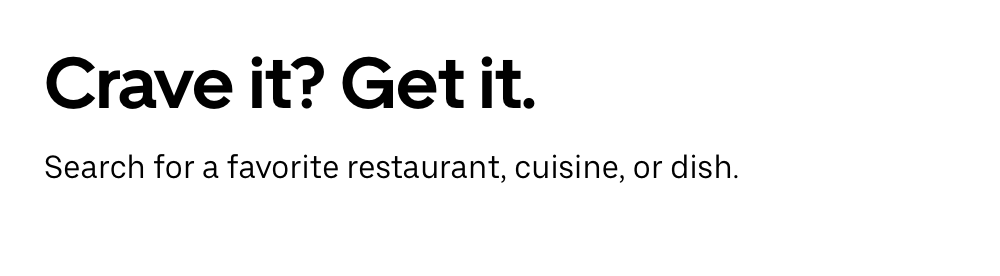 Crave it? Get it.
Search for a favorite restaurant, cuisine, or dish.